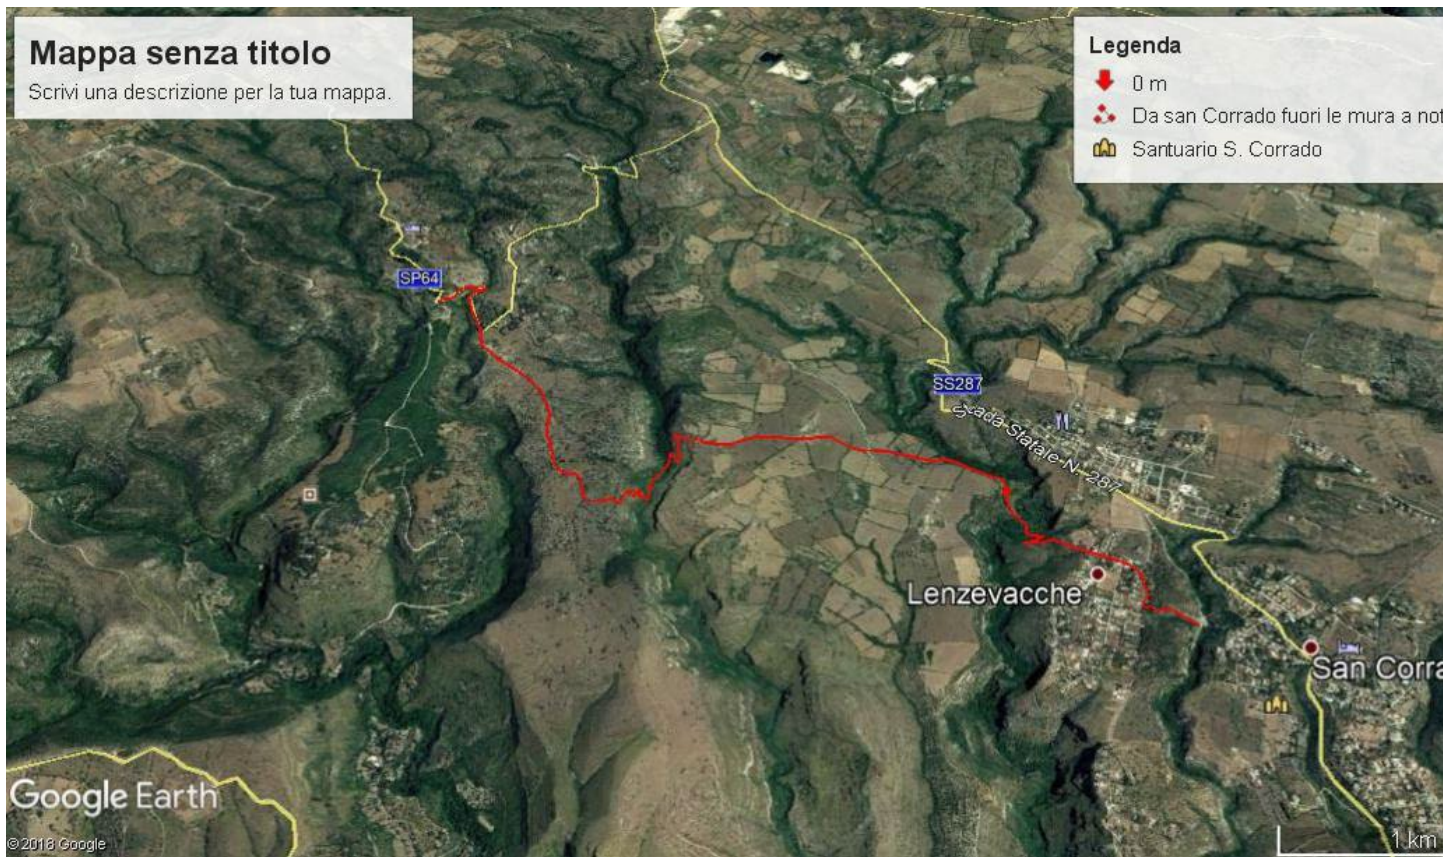 Mappa senza titolo
Scrivi una descrizione per la tua mappa.
Legenda
0 m
Da san Corrado fuori le mura a not
Santuario S. Corrado
SP64
SS287
Strada Statale N. 287
Lenzevacche
San Corra
Google Earth
© 2018 Google
1 km